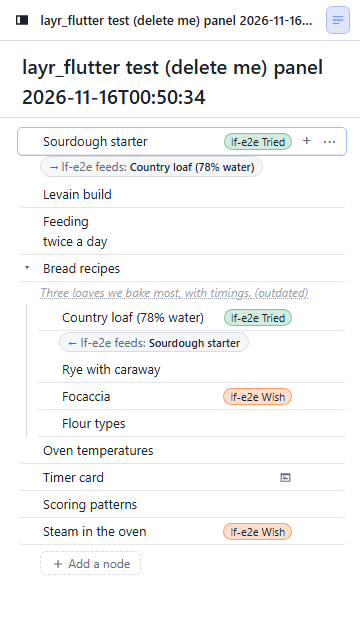 layr_flutter test (delete me) panel 2026-11-16...
layr_flutter test (delete me) panel
2026-11-16T00:50:34
Sourdough starter lf-e2e Tried + ...
→ lf-e2e feeds: Country loaf (78% water)
Levain build
Feeding
twice a day
Bread recipes
Three loaves we bake most, with timings. (outdated)
Country loaf (78% water) lf-e2e Tried
← lf-e2e feeds: Sourdough starter
Rye with caraway
Focaccia lf-e2e Wish
Flour types
Oven temperatures
Timer card
Scoring patterns
Steam in the oven lf-e2e Wish
+ Add a node